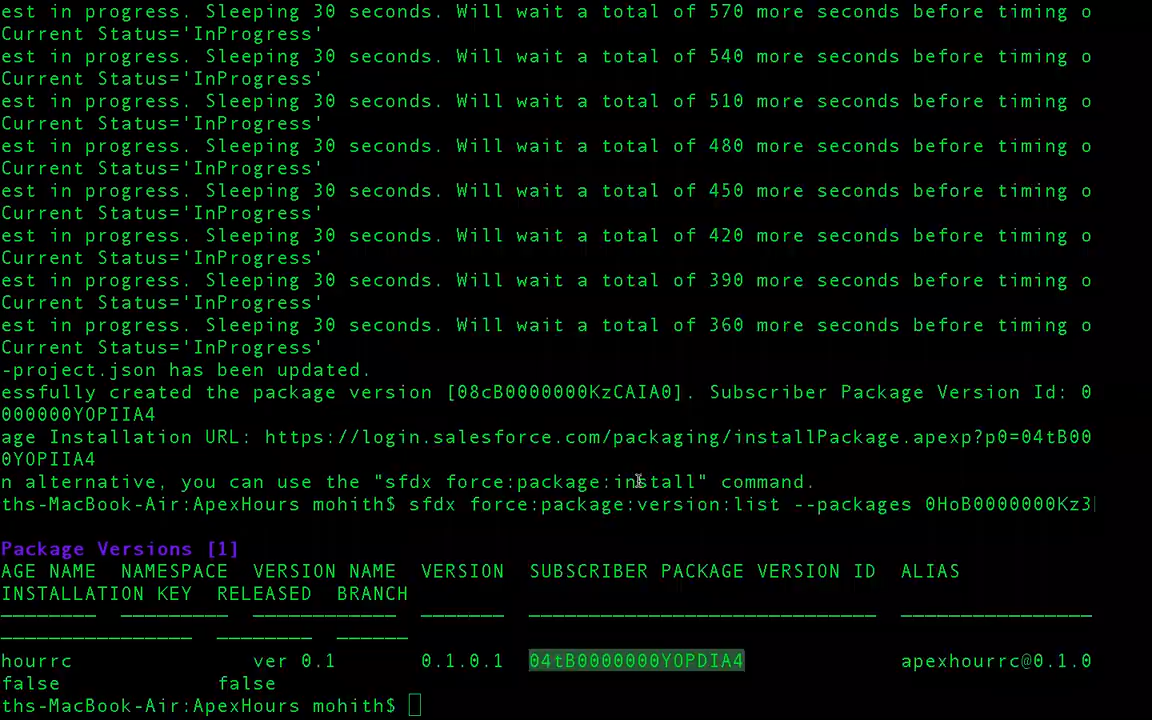 est in progress. Sleeping 30 seconds. Will wait a total of 570 more seconds before timing o
Current Status='InProgress'
est in progress. Sleeping 30 seconds. Will wait a total of 540 more seconds before timing o
Current Status='InProgress'
est in progress. Sleeping 30 seconds. Will wait a total of 510 more seconds before timing o
Current Status='InProgress'
est in progress. Sleeping 30 seconds. Will wait a total of 480 more seconds before timing o
Current Status='InProgress'
est in progress. Sleeping 30 seconds. Will wait a total of 450 more seconds before timing o
Current Status='InProgress'
est in progress. Sleeping 30 seconds. Will wait a total of 420 more seconds before timing o
Current Status='InProgress'
est in progress. Sleeping 30 seconds. Will wait a total of 390 more seconds before timing o
Current Status='InProgress'
est in progress. Sleeping 30 seconds. Will wait a total of 360 more seconds before timing o
Current Status='InProgress'
-project.json has been updated.
essfully created the package version [08cB0000000KzCAIA0]. Subscriber Package Version Id: 0
000000YOPIIA4
age Installation URL: https://login.salesforce.com/packaging/installPackage.apexp?p0=04tB00
0YOPIIA4
n alternative, you can use the "sfdx force:package:install" command.
ths-MacBook-Air:ApexHours mohith$ sfdx force:package:version:list --packages 0HoB0000000Kz3
Package Versions [1]
AGE NAME  NAMESPACE  VERSION NAME  VERSION  SUBSCRIBER PACKAGE VERSION ID  ALIAS
INSTALLATION KEY  RELEASED  BRANCH
hourrc  ver 0.1  0.1.0.1  04tB0000000YOPDIA4  apexhourrc@0.1.0
false  false
ths-MacBook-Air:ApexHours mohith$